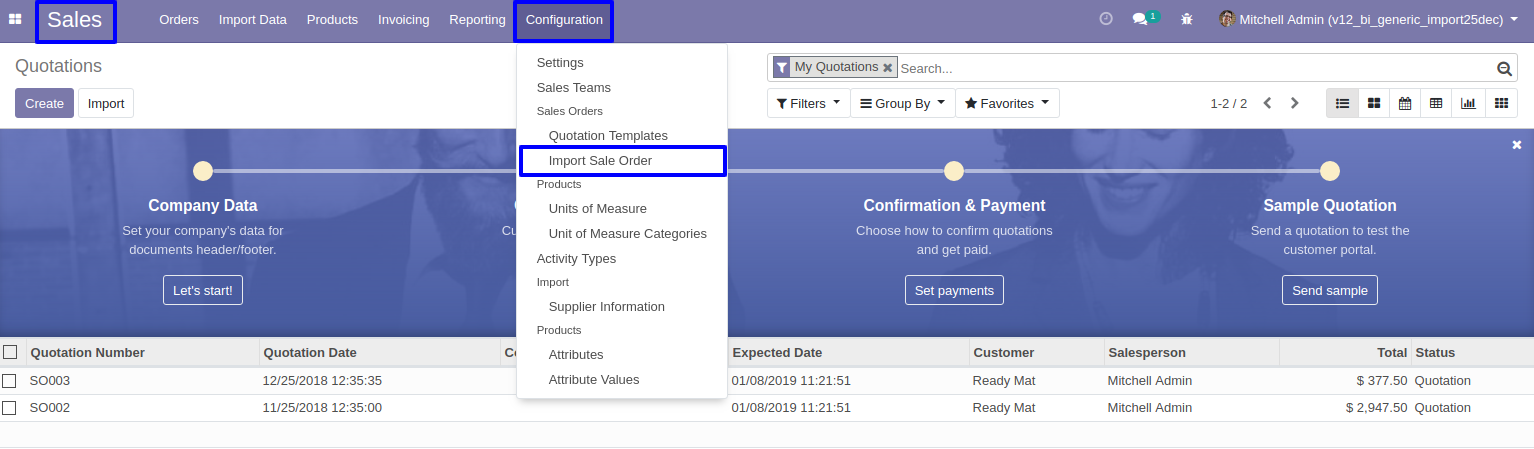 Sales Orders Import Data Products Invoicing Reporting Configuration 1 Mitchell Admin (v12_bi_generic_import25dec)
Quotations
My Quotations Search...
Create Import
Filters Group By Favorites 1-2 / 2
Settings
Sales Teams
Sales Orders
Quotation Templates
Import Sale Order
Products
Units of Measure
Unit of Measure Categories
Activity Types
Import
Supplier Information
Products
Attributes
Attribute Values
Company Data
Set your company's data for
documents header/footer.
Let's start!
Confirmation & Payment
Choose how to confirm quotations
and get paid.
Set payments
Sample Quotation
Send a quotation to test the
customer portal.
Send sample
Quotation Number Quotation Date Expected Date Customer Salesperson Total Status
SO003 12/25/2018 12:35:35 01/08/2019 11:21:51 Ready Mat Mitchell Admin $ 377.50 Quotation
SO002 11/25/2018 12:35:00 01/08/2019 11:21:51 Ready Mat Mitchell Admin $ 2,947.50 Quotation